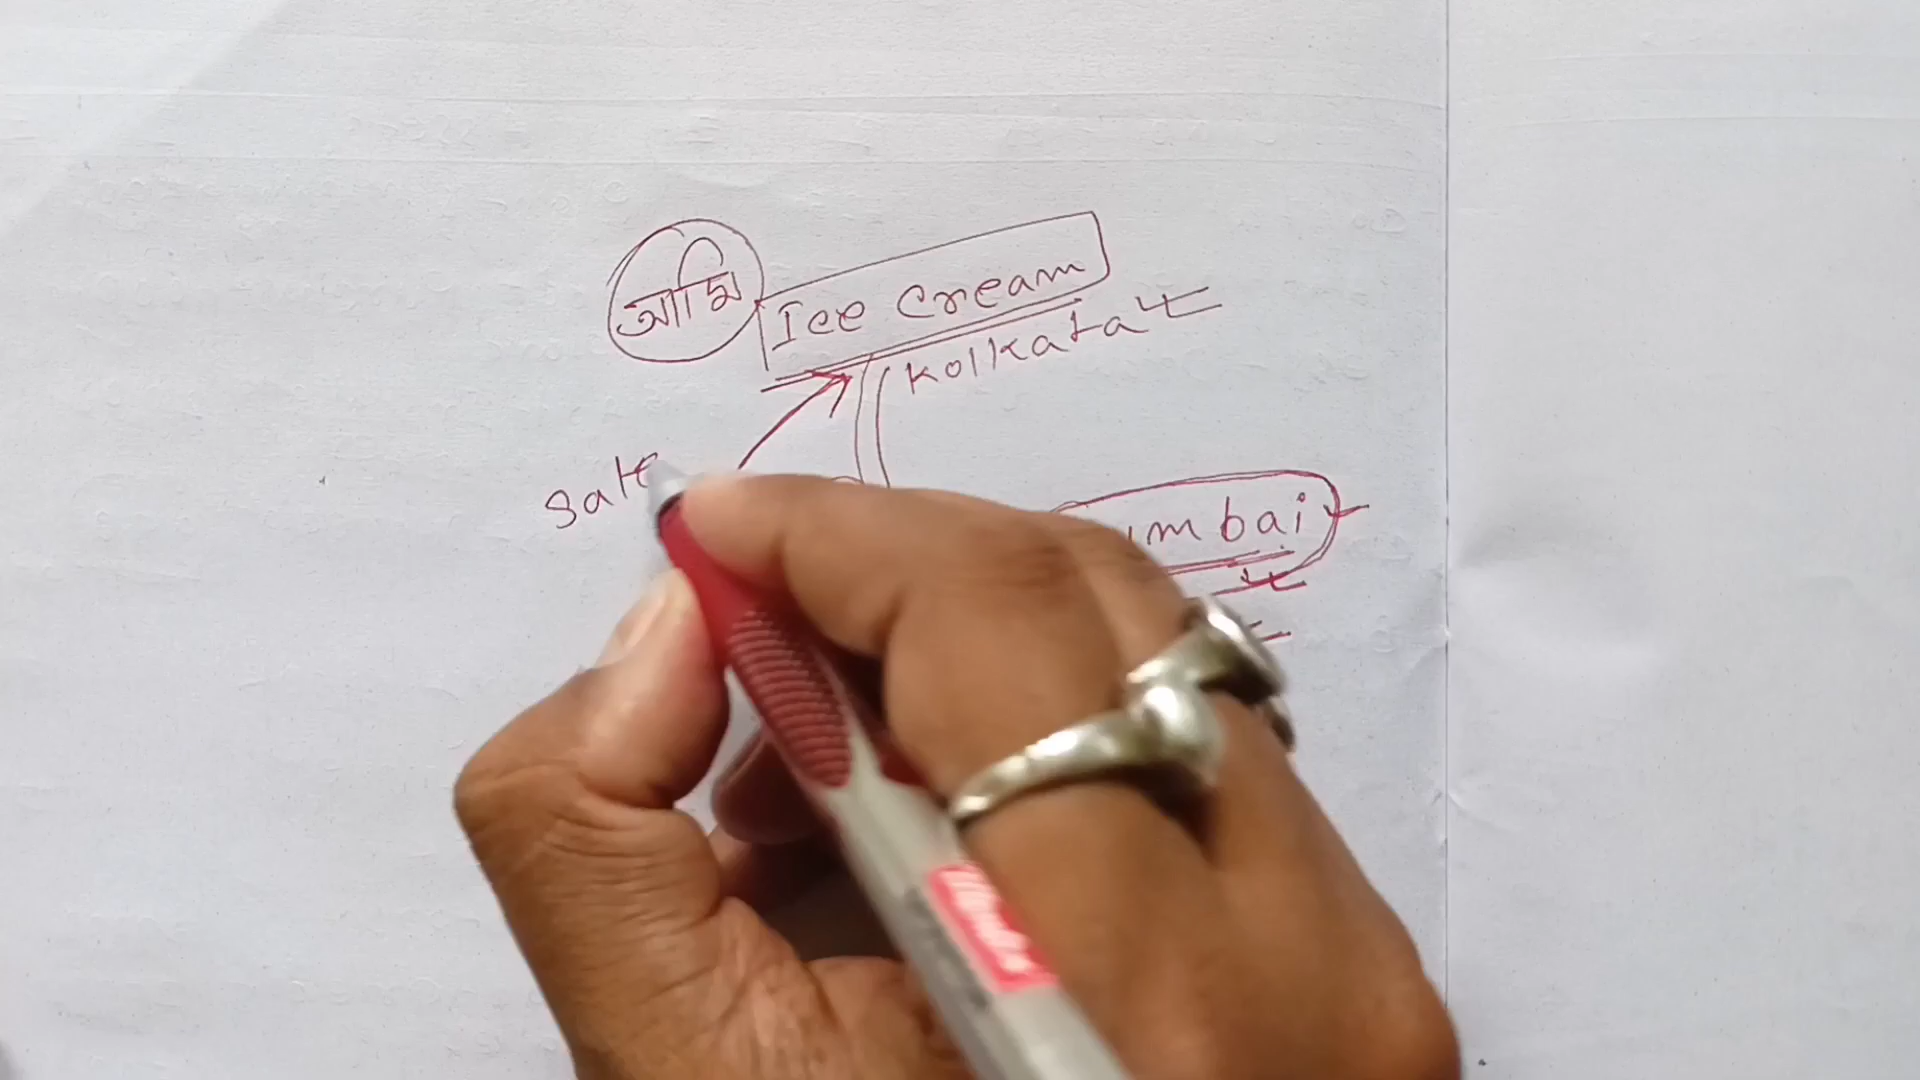 আমি Ice Cream
Kolkata
Sale
mbai